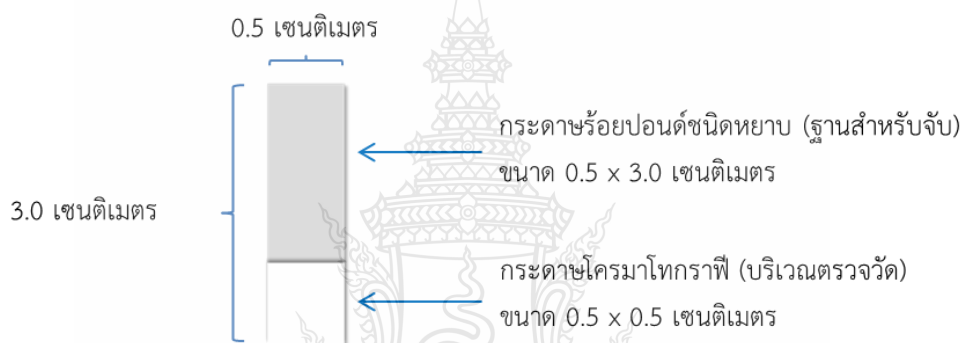 0.5 เซนติเมตร
กระดาษร้อยปอนด์ชนิดหยาบ (ฐานสำหรับจับ)
ขนาด 0.5 x 3.0 เซนติเมตร
3.0 เซนติเมตร
กระดาษโครมาโทกราฟี (บริเวณตรวจวัด)
ขนาด 0.5 x 0.5 เซนติเมตร